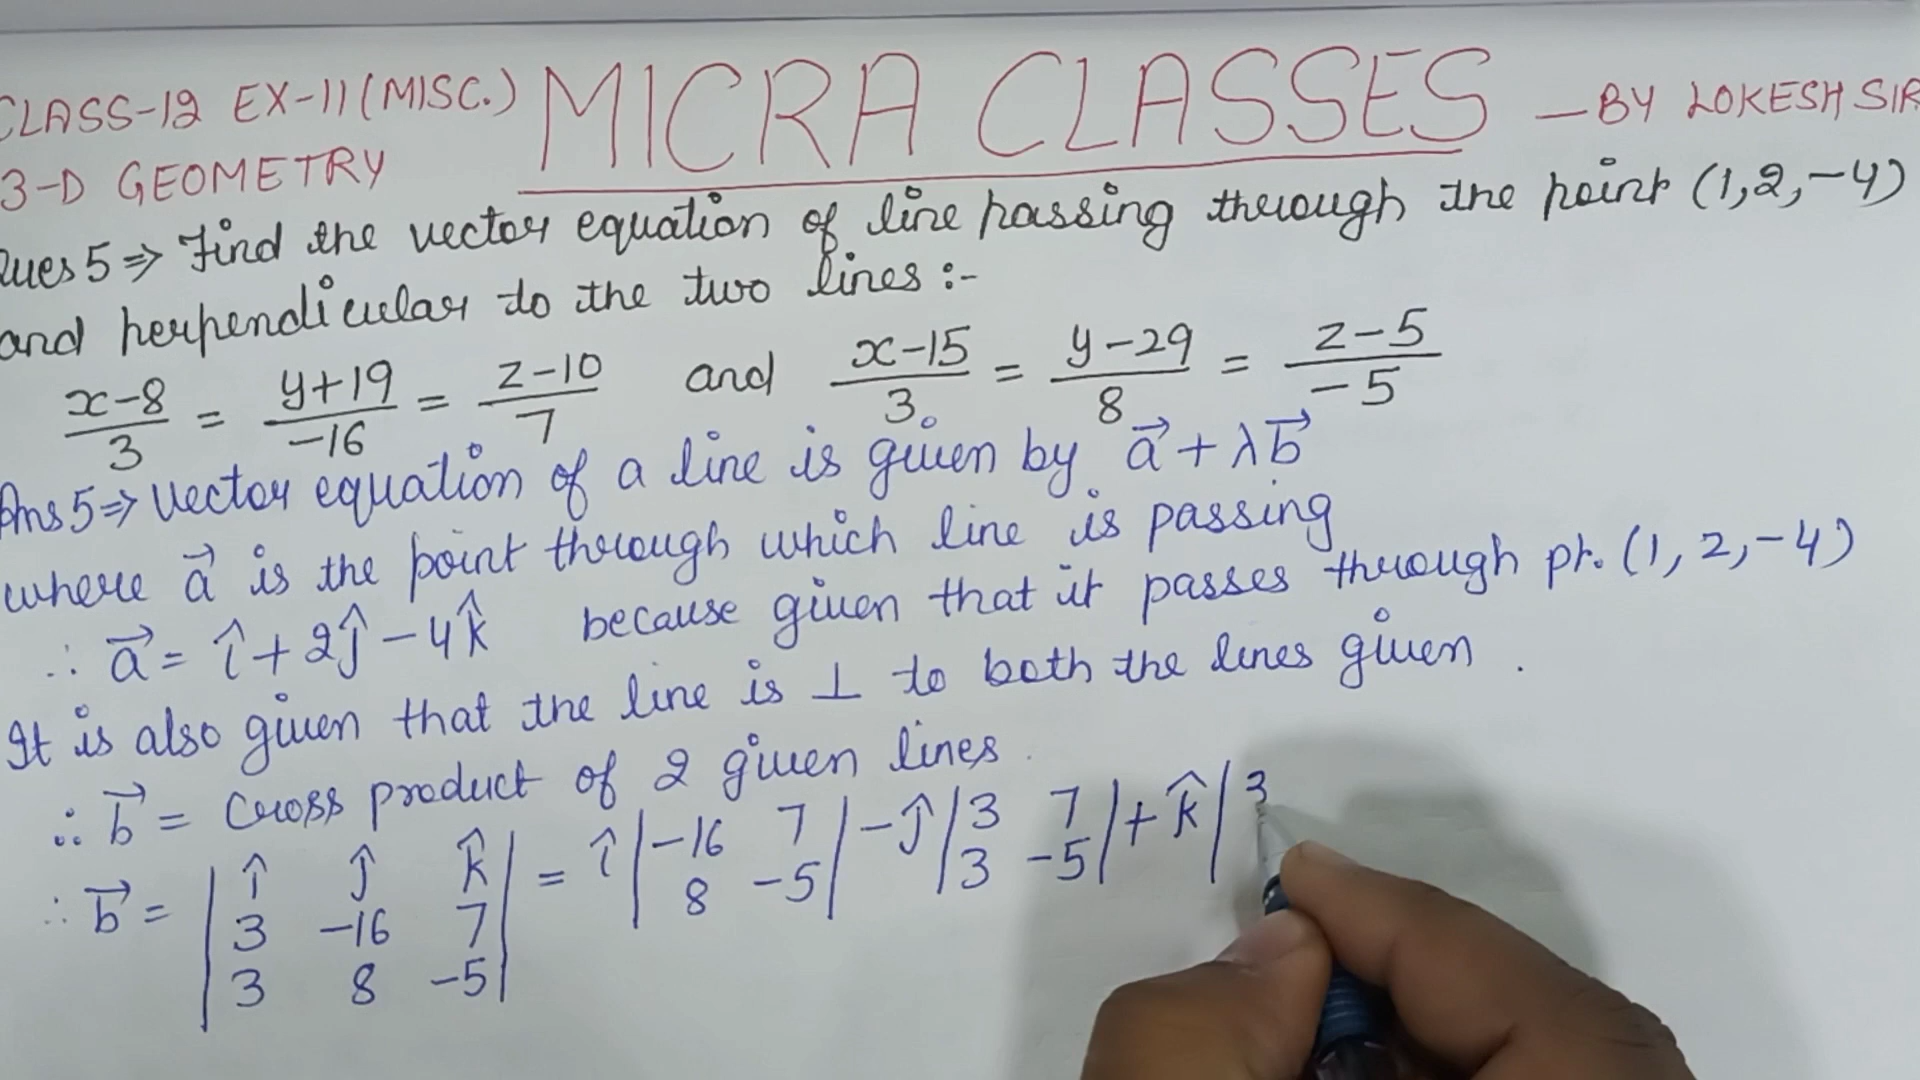 CLASS-12 EX-11(MISC.) MICRA CLASSES — BY LOKESH SIR
3-D GEOMETRY
Ques 5 ⇒ Find the vector equation of line passing through the point (1,2,-4)
and perpendicular to the two lines :-
x-8/3 = y+19/-16 = z-10/7 and x-15/3 = y-29/8 = z-5/-5
Ans 5 ⇒ Vector equation of a line is given by a⃗ + λb⃗
where a⃗ is the point through which line is passing
∴ a⃗ = î + 2ĵ - 4k̂ because given that it passes through pt. (1, 2, -4)
It is also given that the line is ⊥ to both the lines given.
∴ b⃗ = Cross product of 2 given lines.
∴ b⃗ = | î ĵ k̂ | = î | -16 7 | - ĵ | 3 7 | + k̂ | 3
| 3 -16 7 | | 8 -5 | | 3 -5 |
| 3 8 -5 |